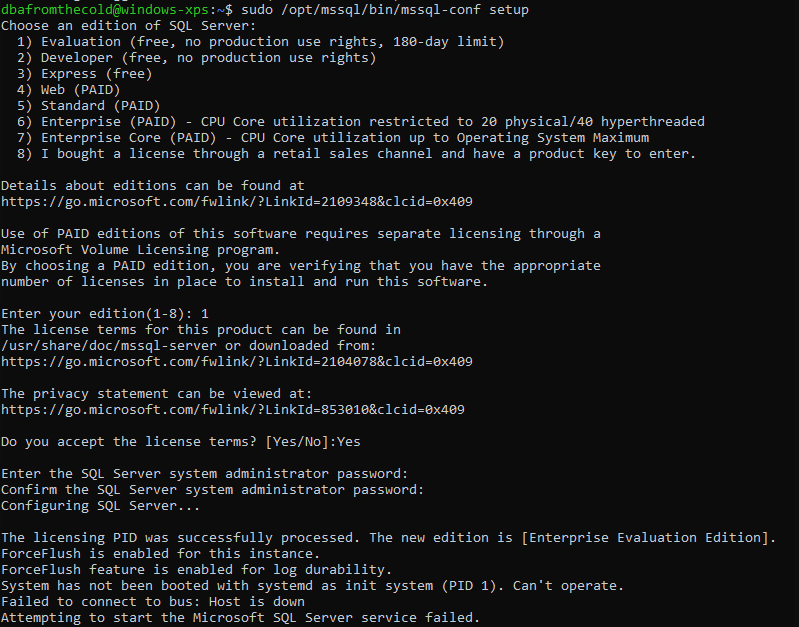 dbafromthecold@windows-xps:~$ sudo /opt/mssql/bin/mssql-conf setup
Choose an edition of SQL Server:
  1) Evaluation (free, no production use rights, 180-day limit)
  2) Developer (free, no production use rights)
  3) Express (free)
  4) Web (PAID)
  5) Standard (PAID)
  6) Enterprise (PAID) - CPU Core utilization restricted to 20 physical/40 hyperthreaded
  7) Enterprise Core (PAID) - CPU Core utilization up to Operating System Maximum
  8) I bought a license through a retail sales channel and have a product key to enter.

Details about editions can be found at
https://go.microsoft.com/fwlink/?LinkId=2109348&clcid=0x409

Use of PAID editions of this software requires separate licensing through a
Microsoft Volume Licensing program.
By choosing a PAID edition, you are verifying that you have the appropriate
number of licenses in place to install and run this software.

Enter your edition(1-8): 1
The license terms for this product can be found in
/usr/share/doc/mssql-server or downloaded from:
https://go.microsoft.com/fwlink/?LinkId=2104078&clcid=0x409

The privacy statement can be viewed at:
https://go.microsoft.com/fwlink/?LinkId=853010&clcid=0x409

Do you accept the license terms? [Yes/No]:Yes

Enter the SQL Server system administrator password:
Confirm the SQL Server system administrator password:
Configuring SQL Server...

The licensing PID was successfully processed. The new edition is [Enterprise Evaluation Edition].
ForceFlush is enabled for this instance.
ForceFlush feature is enabled for log durability.
System has not been booted with systemd as init system (PID 1). Can't operate.
Failed to connect to bus: Host is down
Attempting to start the Microsoft SQL Server service failed.